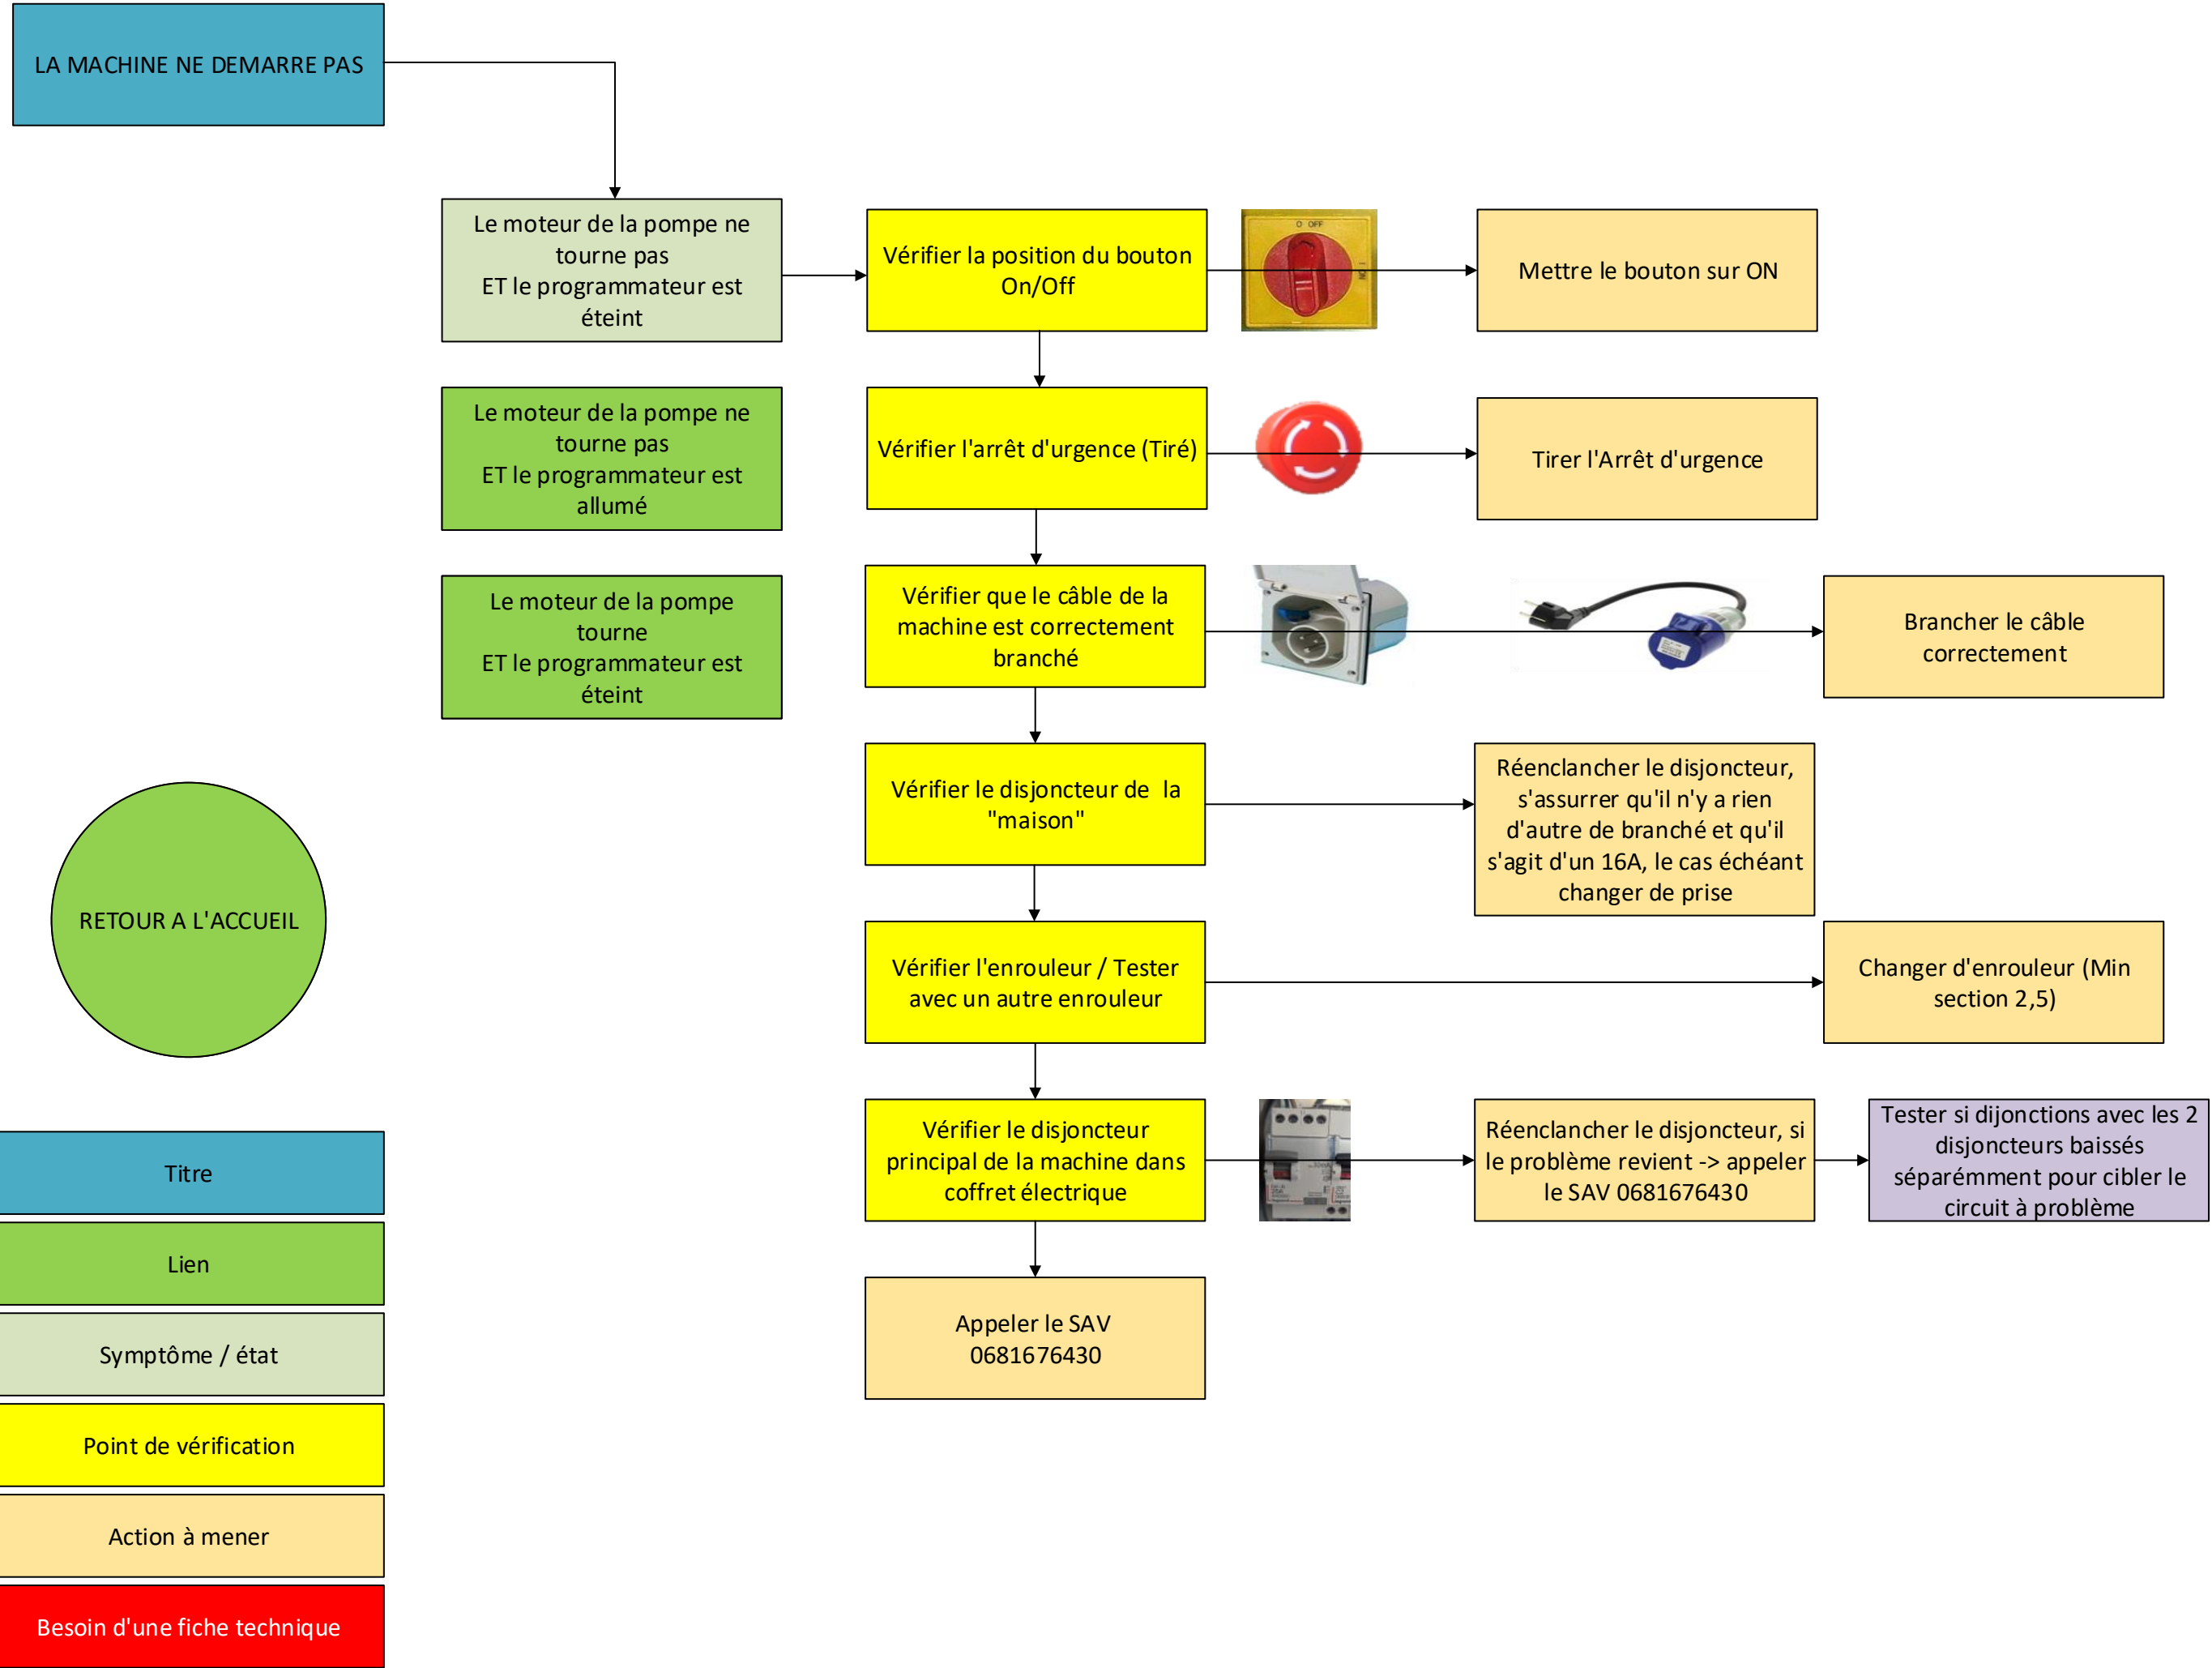 LA MACHINE NE DEMARRE PAS
Le moteur de la pompe ne
tourne pas
ET le programmateur est
éteint
Vérifier la position du bouton
On/Off
O OFF
I ON
Mettre le bouton sur ON
Le moteur de la pompe ne
tourne pas
ET le programmateur est
allumé
Vérifier l'arrêt d'urgence (Tiré)
Tirer l'Arrêt d'urgence
Le moteur de la pompe
tourne
ET le programmateur est
éteint
Vérifier que le câble de la
machine est correctement
branché
Brancher le câble
correctement
Vérifier le disjoncteur de  la
"maison"
Réenclancher le disjoncteur,
s'assurrer qu'il n'y a rien
d'autre de branché et qu'il
s'agit d'un 16A, le cas échéant
changer de prise
RETOUR A L'ACCUEIL
Vérifier l'enrouleur / Tester
avec un autre enrouleur
Changer d'enrouleur (Min
section 2,5)
Vérifier le disjoncteur
principal de la machine dans
coffret électrique
Réenclancher le disjoncteur, si
le problème revient -> appeler
le SAV 0681676430
Tester si dijonctions avec les 2
disjoncteurs baissés
séparémment pour cibler le
circuit à problème
Appeler le SAV
0681676430
Titre
Lien
Symptôme / état
Point de vérification
Action à mener
Besoin d'une fiche technique